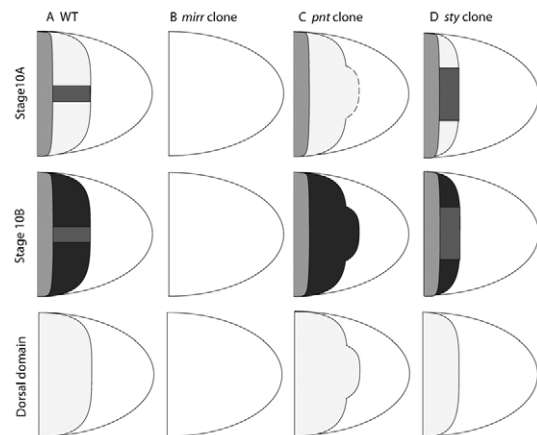 A WT
B mirr clone
C pnt clone
D sty clone
Stage10A
Stage 10B
Dorsal domain